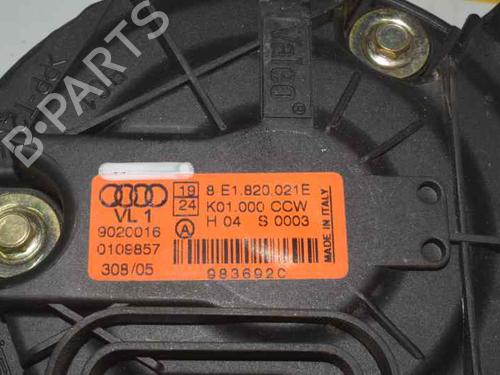 B-PARTS
Valeo
19
24
8 E1.820.021E
K01.000 CCW
VL 1
A
H 04 S 0003
9020016
0109857
308/05
983692C
MADE IN ITALY